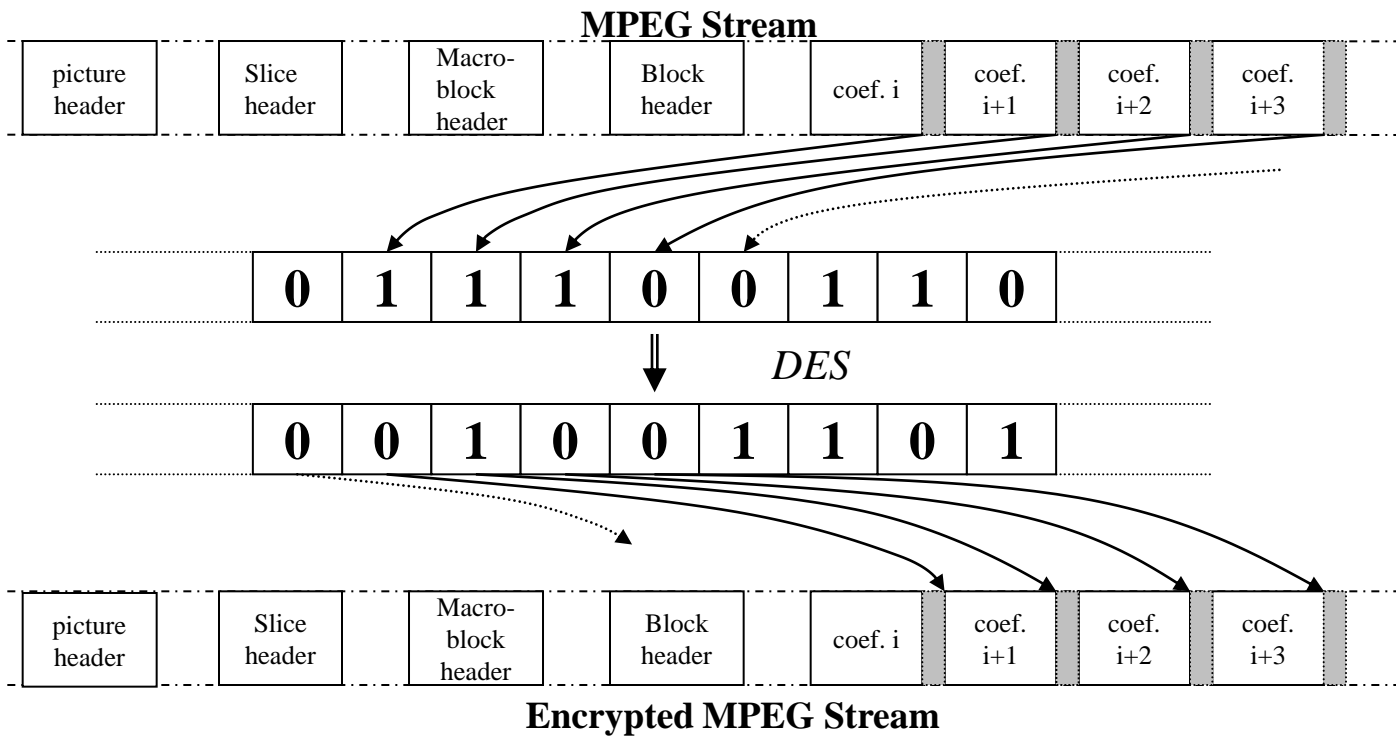 MPEG Stream
picture
header
Slice
header
Macro-
block
header
Block
header
coef. i
coef.
i+1
coef.
i+2
coef.
i+3
0 1 1 1 0 0 1 1 0
DES
0 0 1 0 0 1 1 0 1
picture
header
Slice
header
Macro-
block
header
Block
header
coef. i
coef.
i+1
coef.
i+2
coef.
i+3
Encrypted MPEG Stream